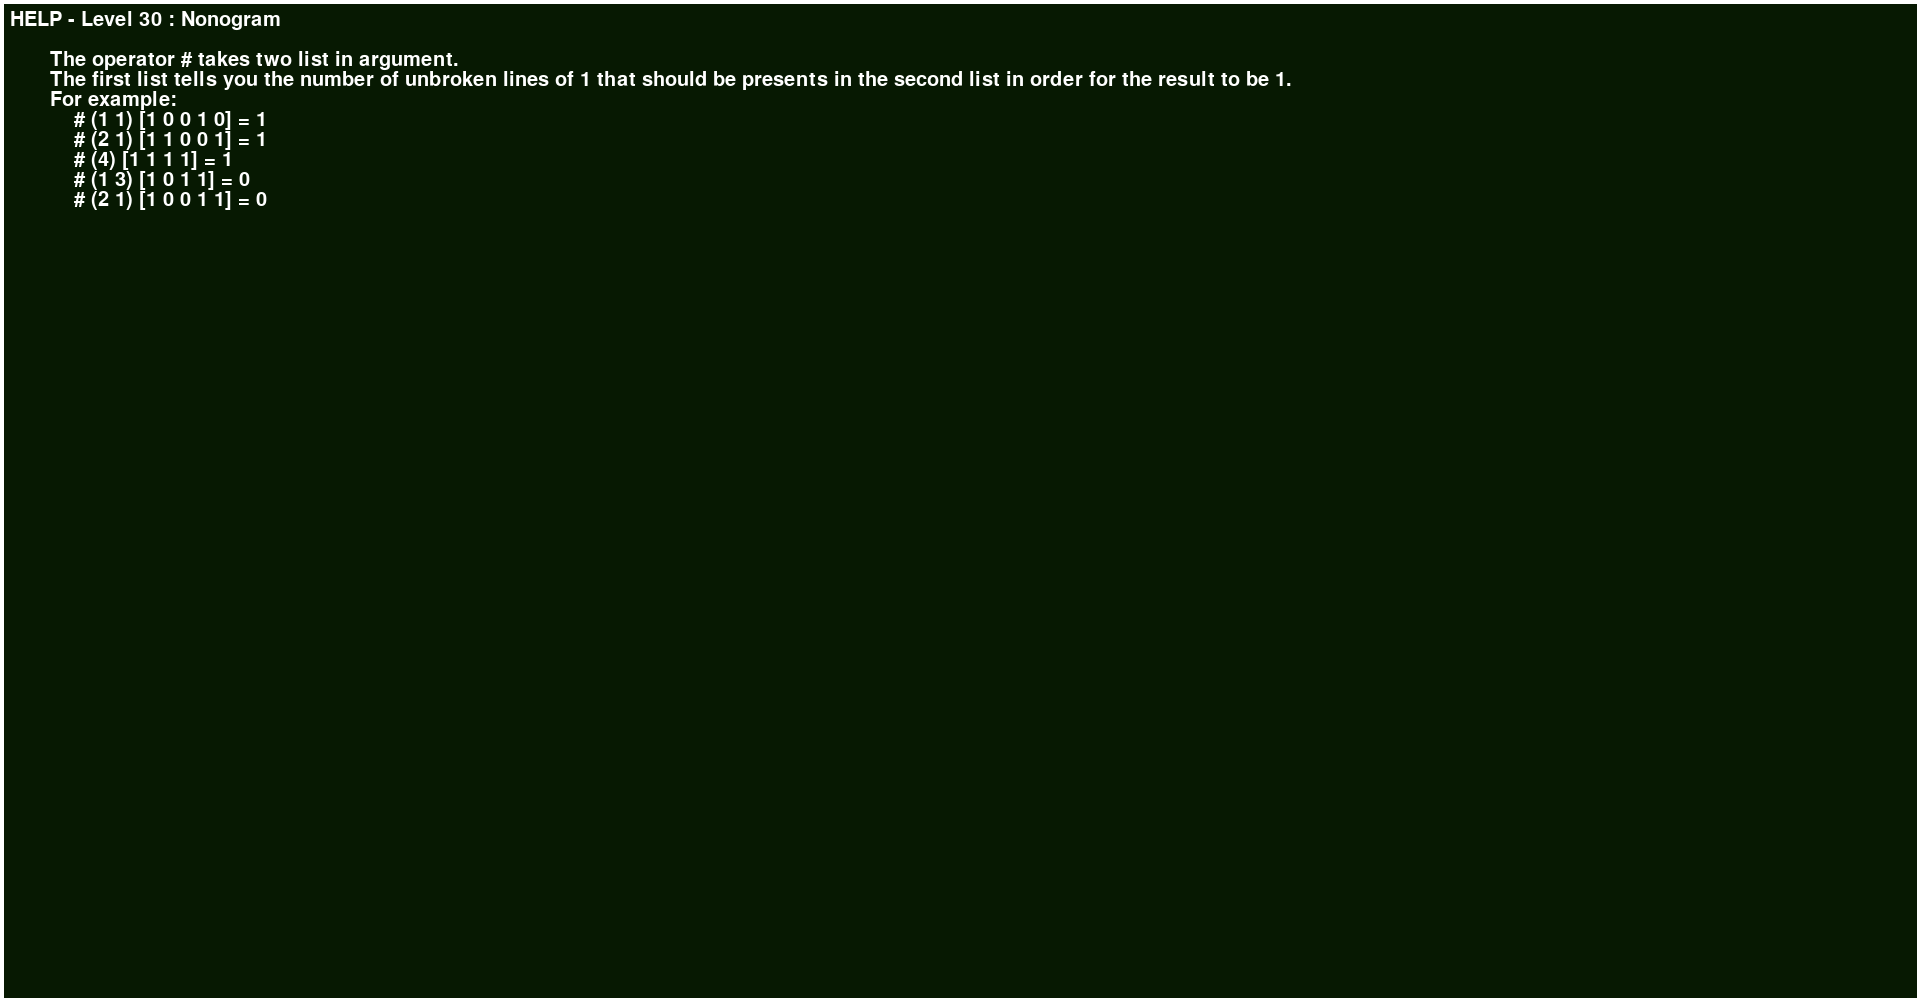 HELP - Level 30 : Nonogram
The operator # takes two list in argument.
The first list tells you the number of unbroken lines of 1 that should be presents in the second list in order for the result to be 1.
For example:
# (1 1) [1 0 0 1 0] = 1
# (2 1) [1 1 0 0 1] = 1
# (4) [1 1 1 1] = 1
# (1 3) [1 0 1 1] = 0
# (2 1) [1 0 0 1 1] = 0